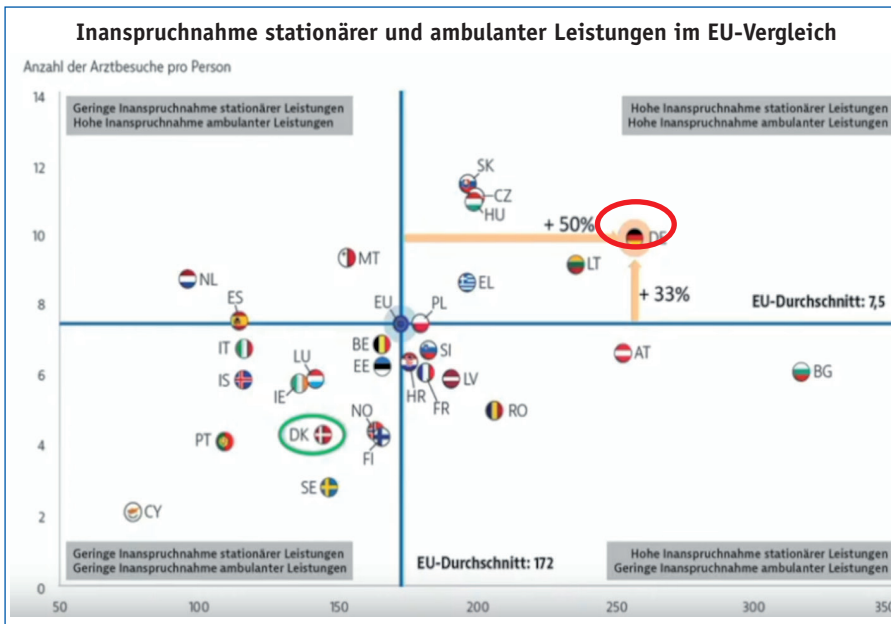 Inanspruchnahme stationärer und ambulanter Leistungen im EU-Vergleich
Anzahl der Arztbesuche pro Person
14
Geringe Inanspruchnahme stationärer Leistungen
Hohe Inanspruchnahme ambulanter Leistungen
Hohe Inanspruchnahme stationärer Leistungen
Hohe Inanspruchnahme ambulanter Leistungen
12
SK
CZ
HU
10
+ 50%
DE
MT
LT
NL
EL
+ 33%
8
ES
EU
PL
EU-Durchschnitt: 7,5
IT
BE
SI
AT
6
IS
LU
EE
IE
HR
FR
LV
BG
NO
RO
4
PT
DK
FI
SE
2
CY
Geringe Inanspruchnahme stationärer Leistungen
Geringe Inanspruchnahme ambulanter Leistungen
EU-Durchschnitt: 172
Hohe Inanspruchnahme stationärer Leistungen
Geringe Inanspruchnahme ambulanter Leistungen
0
50
100
150
200
250
300
350